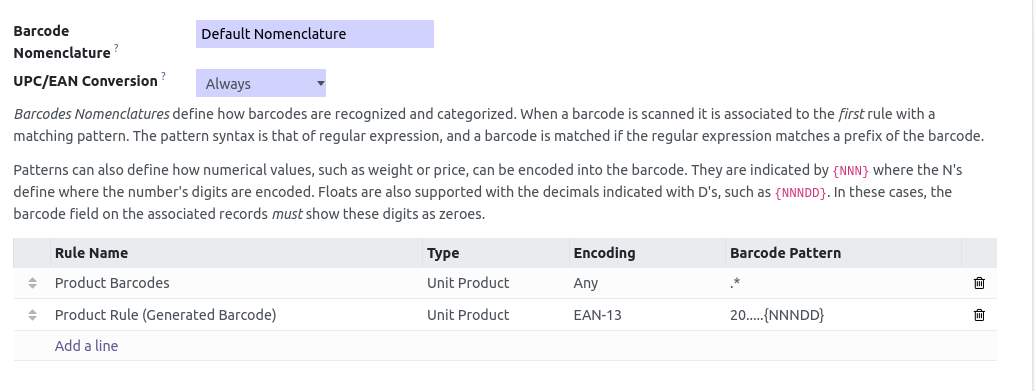 Barcode
Nomenclature ?
Default Nomenclature
UPC/EAN Conversion ?
Always
Barcodes Nomenclatures define how barcodes are recognized and categorized. When a barcode is scanned it is associated to the first rule with a
matching pattern. The pattern syntax is that of regular expression, and a barcode is matched if the regular expression matches a prefix of the barcode.
Patterns can also define how numerical values, such as weight or price, can be encoded into the barcode. They are indicated by {NNN} where the N's
define where the number's digits are encoded. Floats are also supported with the decimals indicated with D's, such as {NNNDD}. In these cases, the
barcode field on the associated records must show these digits as zeroes.
Rule Name Type Encoding Barcode Pattern
Product Barcodes Unit Product Any .*
Product Rule (Generated Barcode) Unit Product EAN-13 20.....{NNNDD}
Add a line